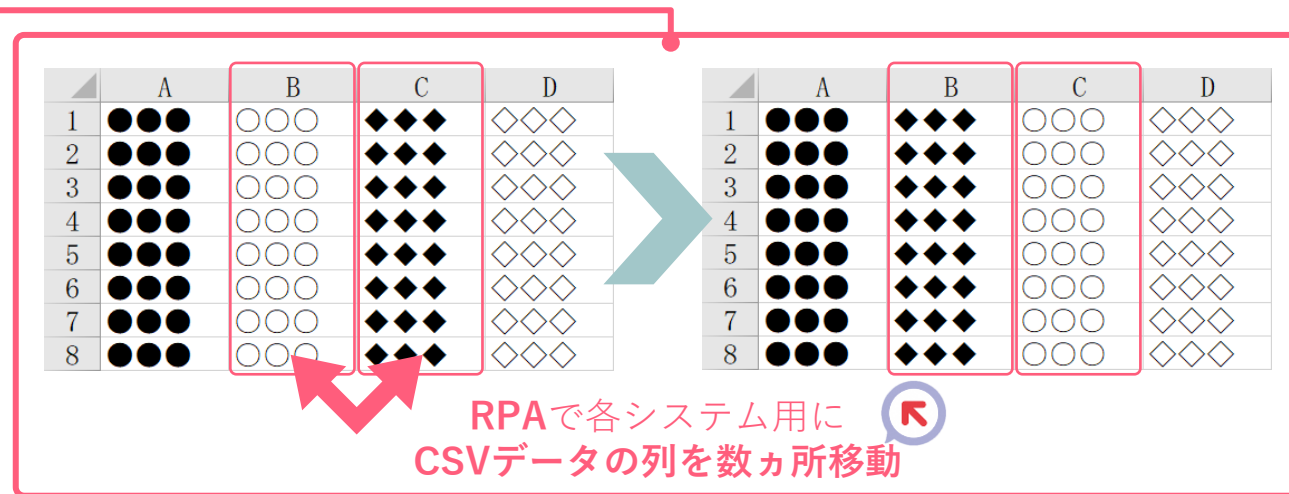 A B C D
1 ●●● ○○○ ◆◆◆ ◇◇◇
2 ●●● ○○○ ◆◆◆ ◇◇◇
3 ●●● ○○○ ◆◆◆ ◇◇◇
4 ●●● ○○○ ◆◆◆ ◇◇◇
5 ●●● ○○○ ◆◆◆ ◇◇◇
6 ●●● ○○○ ◆◆◆ ◇◇◇
7 ●●● ○○○ ◆◆◆ ◇◇◇
8 ●●● ○○○ ◆◆◆ ◇◇◇
A B C D
1 ●●● ◆◆◆ ○○○ ◇◇◇
2 ●●● ◆◆◆ ○○○ ◇◇◇
3 ●●● ◆◆◆ ○○○ ◇◇◇
4 ●●● ◆◆◆ ○○○ ◇◇◇
5 ●●● ◆◆◆ ○○○ ◇◇◇
6 ●●● ◆◆◆ ○○○ ◇◇◇
7 ●●● ◆◆◆ ○○○ ◇◇◇
8 ●●● ◆◆◆ ○○○ ◇◇◇
RPAで各システム用に
CSVデータの列を数ヵ所移動